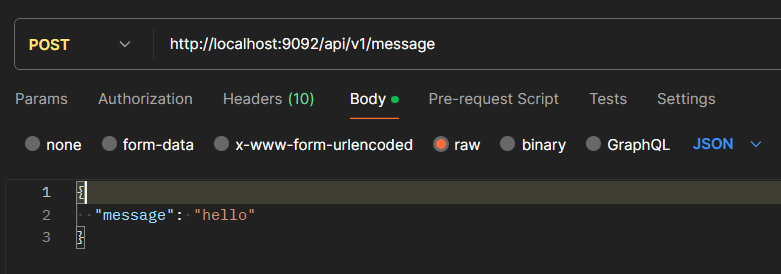 POST http://localhost:9092/api/v1/message
Params Authorization Headers (10) Body Pre-request Script Tests Settings
none form-data x-www-form-urlencoded raw binary GraphQL JSON
1 {
2 "message": "hello"
3 }